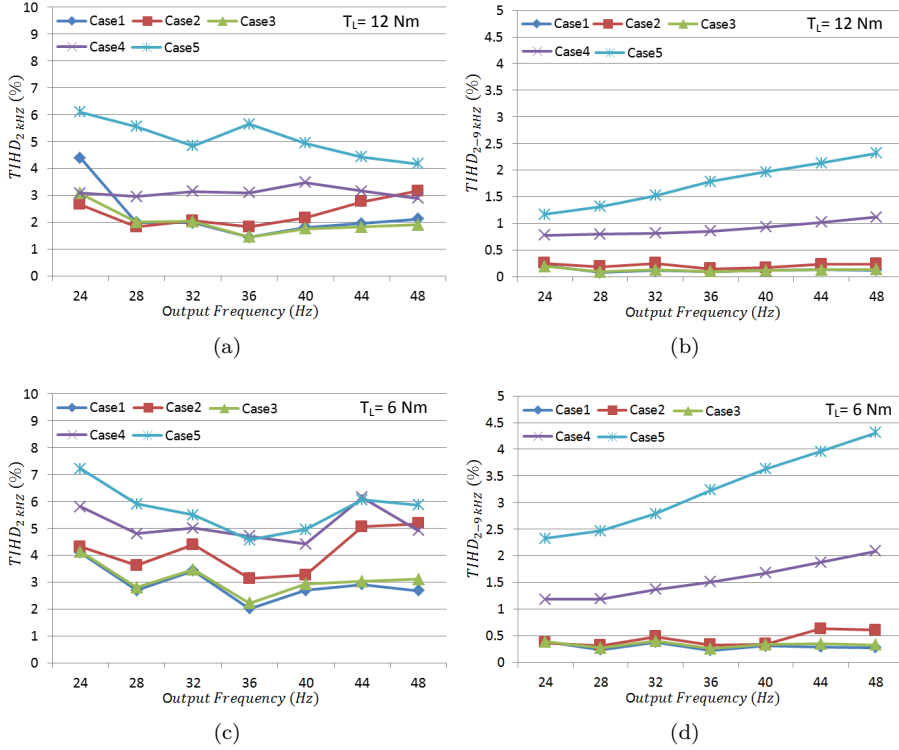 T_L= 12 Nm
Case1 Case2 Case3
Case4 Case5
TIHD_2 kHZ (%)
10
9
8
7
6
5
4
3
2
1
0
24 28 32 36 40 44 48
Output Frequency (Hz)
(a)
T_L= 12 Nm
Case1 Case2 Case3
Case4 Case5
TIHD_2−9 kHZ (%)
5
4.5
4
3.5
3
2.5
2
1.5
1
0.5
0
24 28 32 36 40 44 48
Output Frequency (Hz)
(b)
T_L= 6 Nm
Case1 Case2 Case3
Case4 Case5
TIHD_2 kHZ (%)
10
9
8
7
6
5
4
3
2
1
0
24 28 32 36 40 44 48
Output Frequency (Hz)
(c)
T_L= 6 Nm
Case1 Case2 Case3
Case4 Case5
TIHD_2−9 kHZ (%)
5
4.5
4
3.5
3
2.5
2
1.5
1
0.5
0
24 28 32 36 40 44 48
Output Frequency (Hz)
(d)